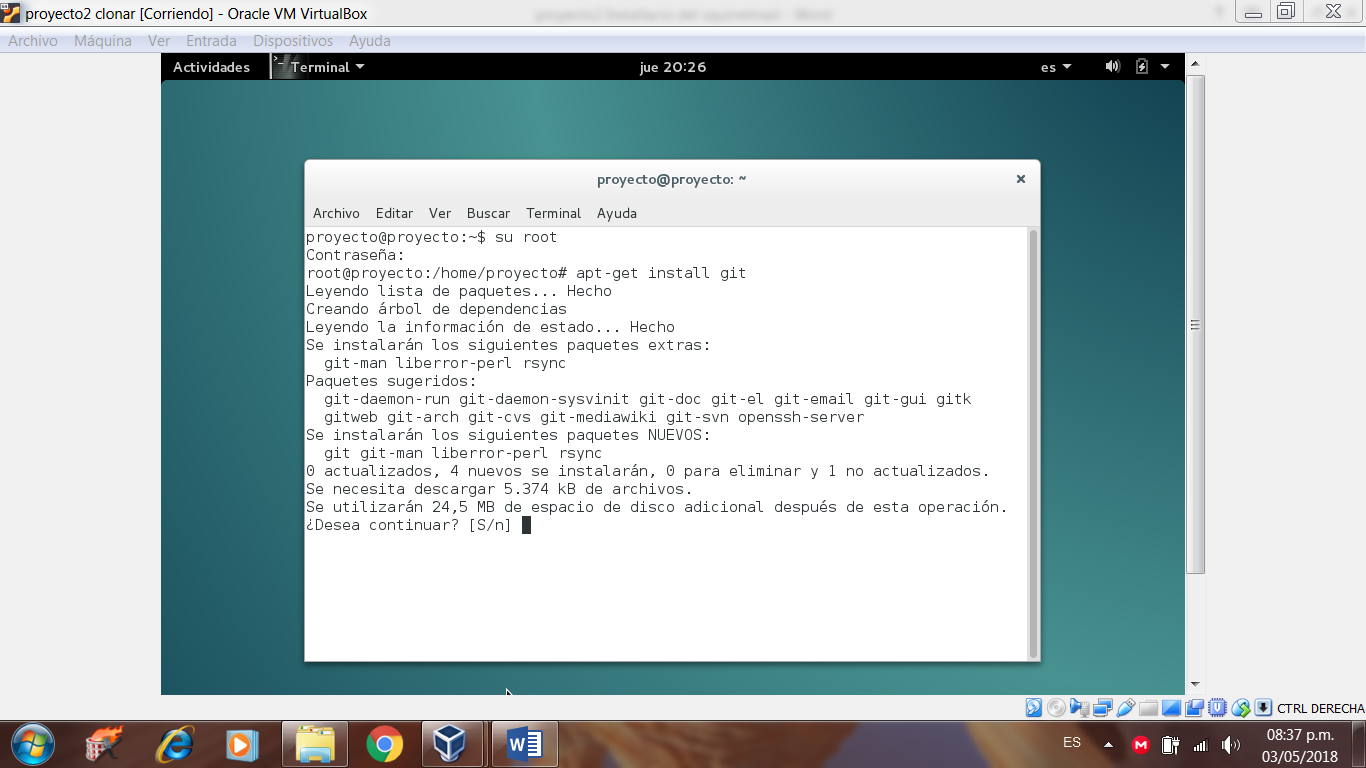 proyecto2 clonar [Corriendo] - Oracle VM VirtualBox
Archivo Máquina Ver Entrada Dispositivos Ayuda
Actividades Terminal jue 20:26 es
proyecto@proyecto: ~
Archivo Editar Ver Buscar Terminal Ayuda
proyecto@proyecto:~$ su root
Contraseña:
root@proyecto:/home/proyecto# apt-get install git
Leyendo lista de paquetes... Hecho
Creando árbol de dependencias
Leyendo la información de estado... Hecho
Se instalarán los siguientes paquetes extras:
git-man liberror-perl rsync
Paquetes sugeridos:
git-daemon-run git-daemon-sysvinit git-doc git-el git-email git-gui gitk
gitweb git-arch git-cvs git-mediawiki git-svn openssh-server
Se instalarán los siguientes paquetes NUEVOS:
git git-man liberror-perl rsync
0 actualizados, 4 nuevos se instalarán, 0 para eliminar y 1 no actualizados.
Se necesita descargar 5.374 kB de archivos.
Se utilizarán 24,5 MB de espacio de disco adicional después de esta operación.
¿Desea continuar? [S/n]
CTRL DERECHA
ES 08:37 p.m.
03/05/2018